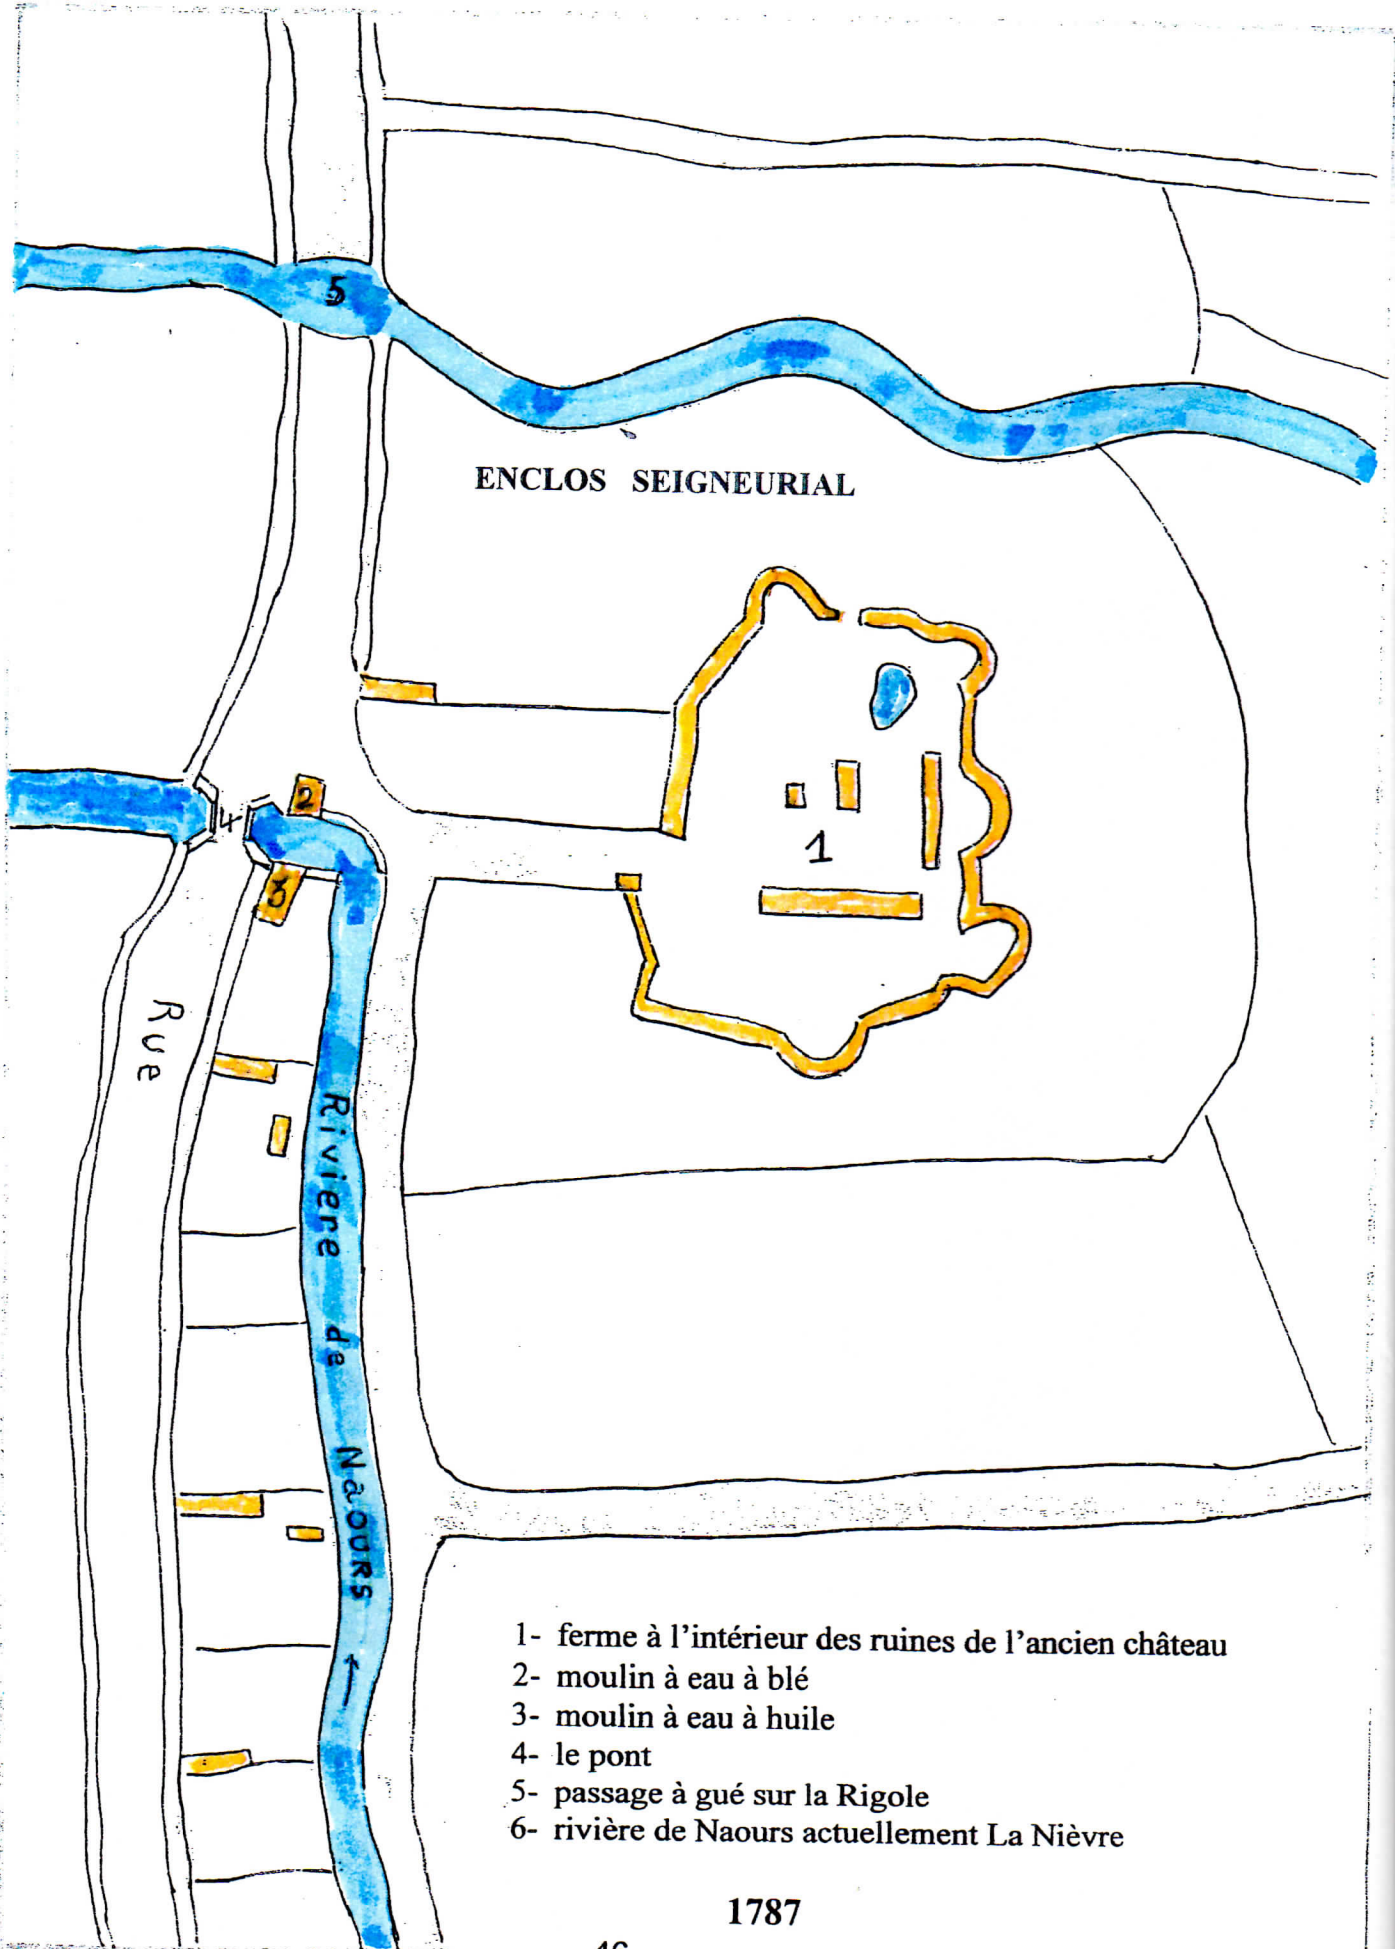 5
ENCLOS SEIGNEURIAL
2
4
3
1
Rue
Riviere de Naours
1- ferme à l'intérieur des ruines de l'ancien château
2- moulin à eau à blé
3- moulin à eau à huile
4- le pont
5- passage à gué sur la Rigole
6- rivière de Naours actuellement La Nièvre
1787